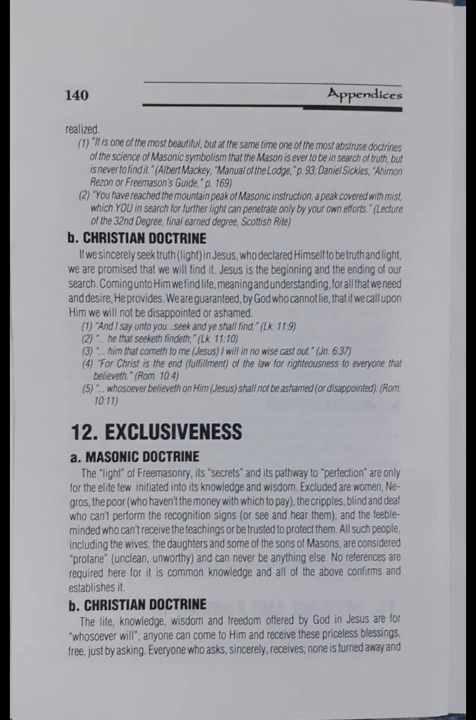 140
Appendices
realized.
(1) "It is one of the most beautiful, but at the same time one of the most abstruse doctrines
of the science of Masonic symbolism that the Mason is ever to be in search of truth, but
is never to find it." (Albert Mackey, "Manual of the Lodge," p. 93; Daniel Sickles, "Ahimon
Rezon or Freemason's Guide," p. 169)
(2) "You have reached the mountain peak of Masonic instruction, a peak covered with mist,
which YOU in search for further light can penetrate only by your own efforts." (Lecture
of the 32nd Degree, final earned degree, Scottish Rite)
b. CHRISTIAN DOCTRINE
If we sincerely seek truth (light) in Jesus, who declared Himself to be truth and light,
we are promised that we will find it. Jesus is the beginning and the ending of our
search. Coming unto Him we find life, meaning and understanding, for all that we need
and desire, He provides. We are guaranteed, by God who cannot lie, that if we call upon
Him we will not be disappointed or ashamed.
(1) "And I say unto you...seek and ye shall find;" (Lk. 11:9)
(2) "... he that seeketh findeth;" (Lk. 11:10)
(3) "... him that cometh to me (Jesus) I will in no wise cast out." (Jn. 6:37)
(4) "For Christ is the end (fulfillment) of the law for righteousness to everyone that
believeth." (Rom. 10:4)
(5) "... whosoever believeth on Him (Jesus) shall not be ashamed (or disappointed). (Rom.
10:11)
12. EXCLUSIVENESS
a. MASONIC DOCTRINE
The "light" of Freemasonry, its "secrets" and its pathway to "perfection" are only
for the elite few initiated into its knowledge and wisdom. Excluded are women, Ne-
gros, the poor (who haven't the money with which to pay), the cripples, blind and deaf
who can't perform the recognition signs (or see and hear them), and the feeble-
minded who can't receive the teachings or be trusted to protect them. All such people,
including the wives, the daughters and some of the sons of Masons, are considered
"profane" (unclean, unworthy) and can never be anything else. No references are
required here for it is common knowledge and all of the above confirms and
establishes it.
b. CHRISTIAN DOCTRINE
The life, knowledge, wisdom and freedom offered by God in Jesus are for
"whosoever will"; anyone can come to Him and receive these priceless blessings,
free, just by asking. Everyone who asks, sincerely, receives; none is turned away and